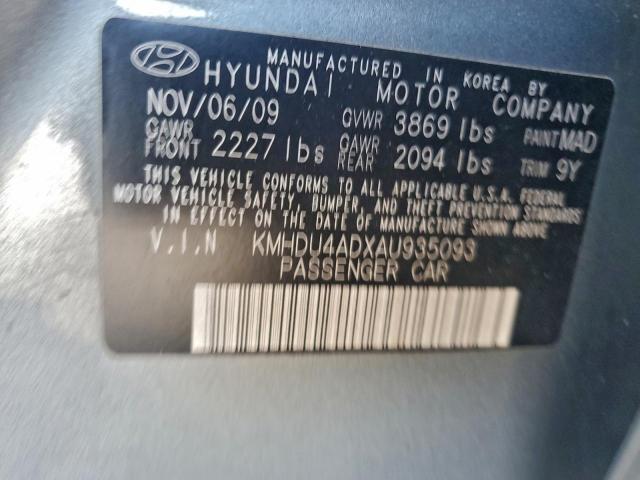 MANUFACTURED IN KOREA BY
HYUNDAI MOTOR COMPANY
NOV/06/09 GVWR 3869 lbs PAINT MAD
GAWR FRONT 2227 lbs GAWR REAR 2094 lbs TRIM 9Y
THIS VEHICLE CONFORMS TO ALL APPLICABLE U.S.A. FEDERAL
MOTOR VEHICLE SAFETY, BUMPER, AND THEFT PREVENTION
STANDARDS IN EFFECT ON THE DATE OF MANUFACTURE SHOWN ABOVE.
V.I.N KMHDU4ADXAU935093
PASSENGER CAR